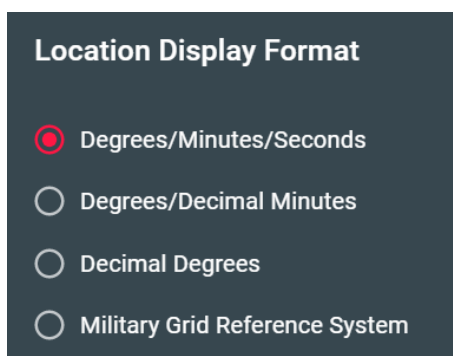 Location Display Format
Degrees/Minutes/Seconds
Degrees/Decimal Minutes
Decimal Degrees
Military Grid Reference System